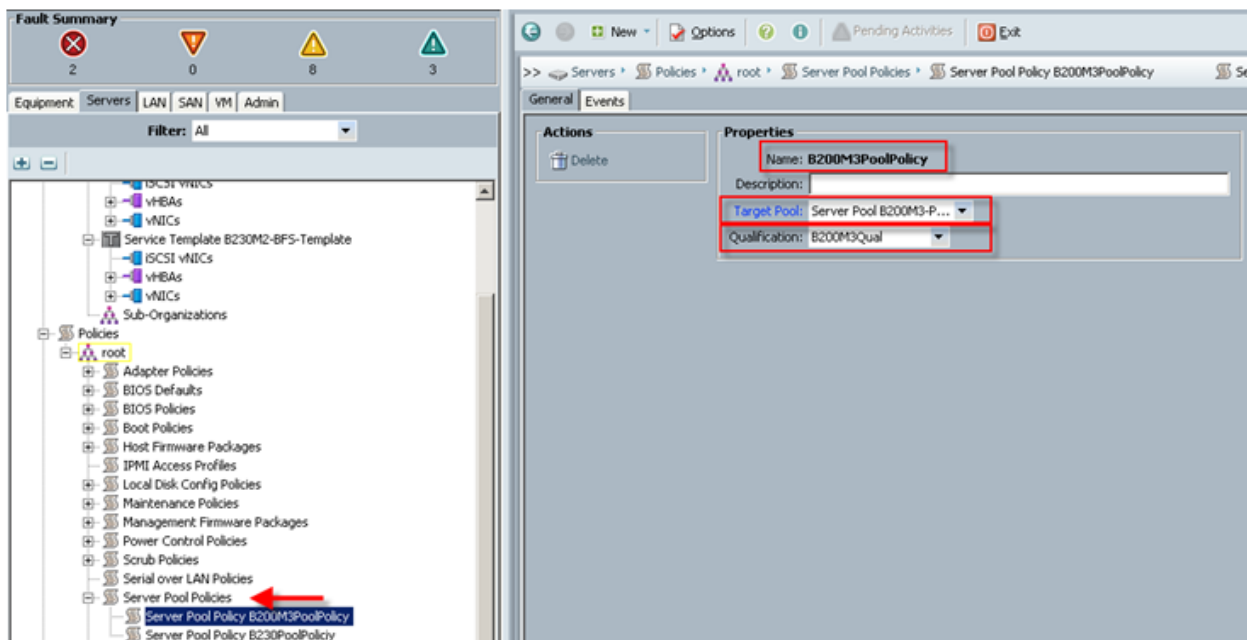 Fault Summary
2 0 8 3
Equipment Servers LAN SAN VM Admin
Filter: All
iSCSI vNICs
vHBAs
vNICs
Service Template B230M2-BFS-Template
iSCSI vNICs
vHBAs
vNICs
Sub-Organizations
Policies
root
Adapter Policies
BIOS Defaults
BIOS Policies
Boot Policies
Host Firmware Packages
IPMI Access Profiles
Local Disk Config Policies
Maintenance Policies
Management Firmware Packages
Power Control Policies
Scrub Policies
Serial over LAN Policies
Server Pool Policies
Server Pool Policy B200M3PoolPolicy
Server Pool Policy B230PoolPoliciy
New Options Pending Activities Exit
>> Servers Policies root Server Pool Policies Server Pool Policy B200M3PoolPolicy Se
General Events
Actions
Delete
Properties
Name: B200M3PoolPolicy
Description:
Target Pool: Server Pool B200M3-P...
Qualification: B200M3Qual